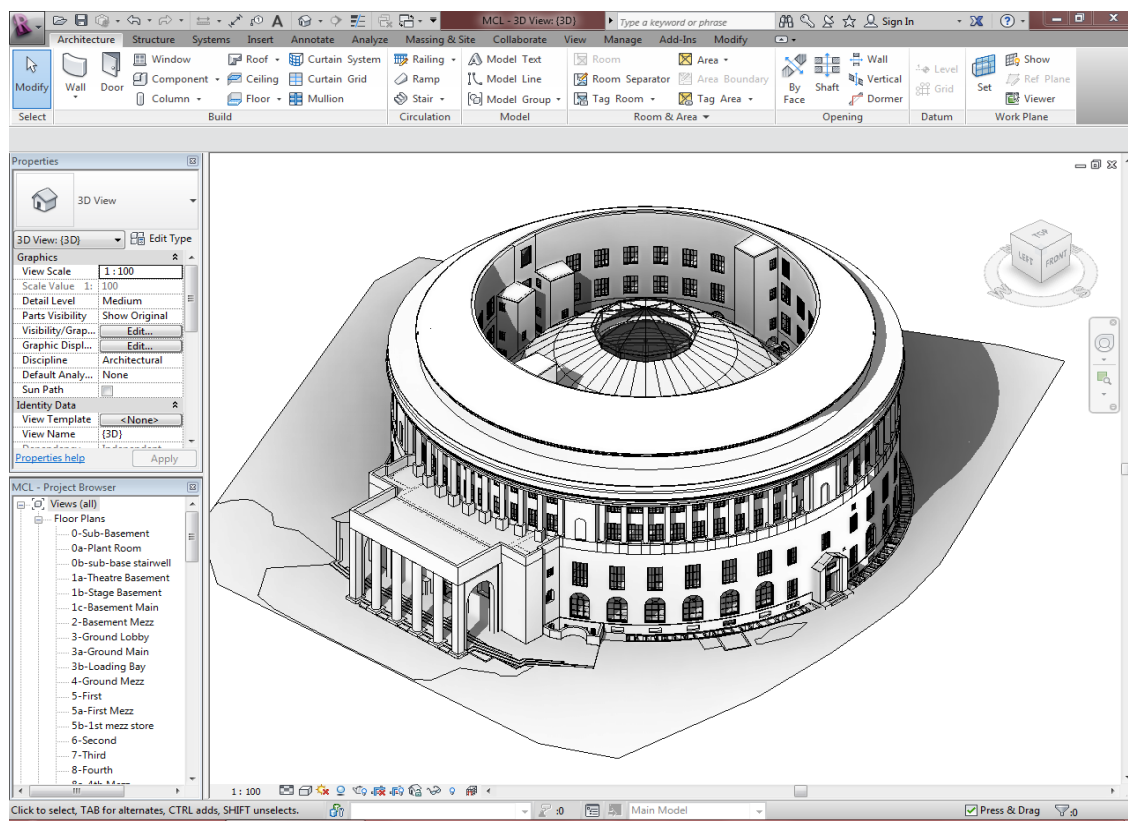 MCL - 3D View: {3D} Type a keyword or phrase Sign In
Architecture Structure Systems Insert Annotate Analyze Massing & Site Collaborate View Manage Add-Ins Modify
Modify Wall Door Window Roof Curtain System Railing Model Text Room Area By Face Shaft Wall Level Set Show
Component Ceiling Curtain Grid Ramp Model Line Room Separator Area Boundary Vertical Grid Ref Plane
Column Floor Mullion Stair Model Group Tag Room Tag Area Dormer Viewer
Select Build Circulation Model Room & Area Opening Datum Work Plane
Properties
3D View
3D View: {3D} Edit Type
Graphics
View Scale 1 : 100
Scale Value 1: 100
Detail Level Medium
Parts Visibility Show Original
Visibility/Grap... Edit...
Graphic Displ... Edit...
Discipline Architectural
Default Analy... None
Sun Path
Identity Data
View Template <None>
View Name {3D}
Properties help Apply
TOP
LEFT FRONT
MCL - Project Browser
Views (all)
Floor Plans
0-Sub-Basement
0a-Plant Room
0b-sub-base stairwell
1a-Theatre Basement
1b-Stage Basement
1c-Basement Main
2-Basement Mezz
3-Ground Lobby
3a-Ground Main
3b-Loading Bay
4-Ground Mezz
5-First
5a-First Mezz
5b-1st mezz store
6-Second
7-Third
8-Fourth
1 : 100
Click to select, TAB for alternates, CTRL adds, SHIFT unselects. :0 Main Model Press & Drag :0